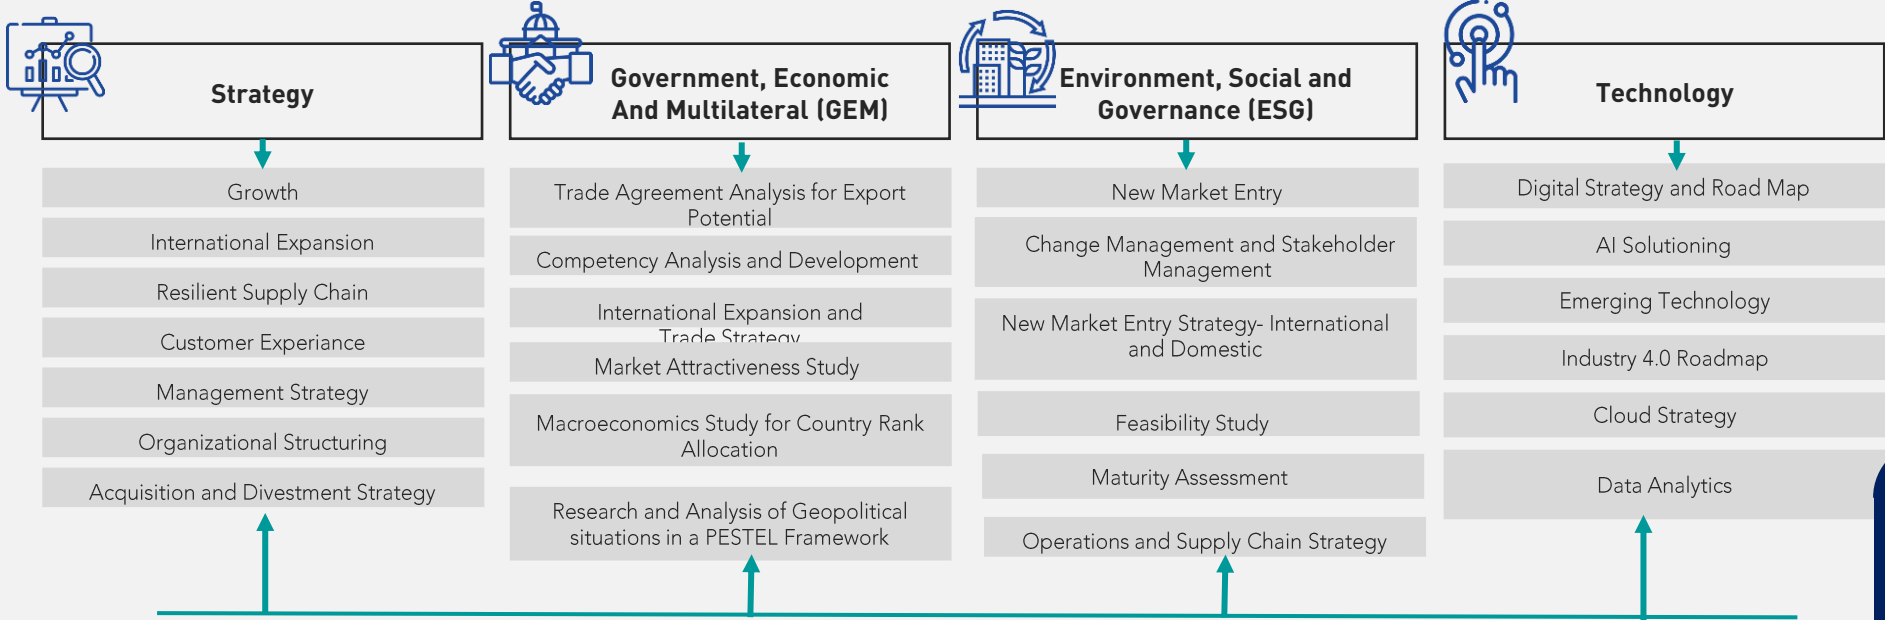 Strategy
Growth
International Expansion
Resilient Supply Chain
Customer Experiance
Management Strategy
Organizational Structuring
Acquisition and Divestment Strategy
Government, Economic
And Multilateral (GEM)
Trade Agreement Analysis for Export
Potential
Competency Analysis and Development
International Expansion and
Trade Strategy
Market Attractiveness Study
Macroeconomics Study for Country Rank
Allocation
Research and Analysis of Geopolitical
situations in a PESTEL Framework
Environment, Social and
Governance (ESG)
New Market Entry
Change Management and Stakeholder
Management
New Market Entry Strategy- International
and Domestic
Feasibility Study
Maturity Assessment
Operations and Supply Chain Strategy
Technology
Digital Strategy and Road Map
AI Solutioning
Emerging Technology
Industry 4.0 Roadmap
Cloud Strategy
Data Analytics